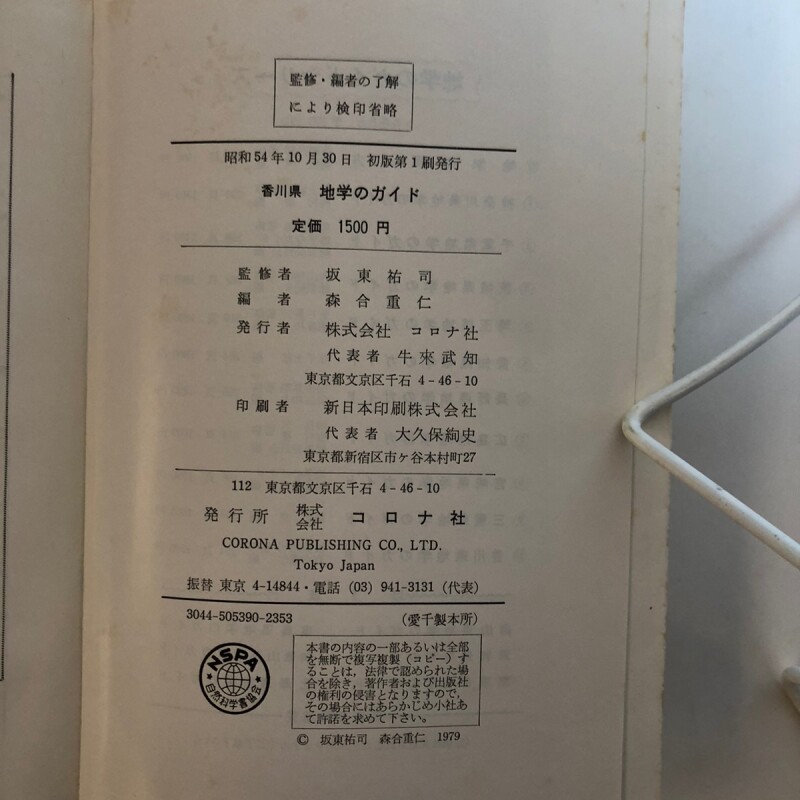 監修・編者の了解
により検印省略
昭和54年10月30日 初版第1刷発行
香川県 地学のガイド
定価 1500円
監修者 坂東祐司
編者 森合重仁
発行者 株式会社 コロナ社
代表者 牛來武知
東京都文京区千石 4-46-10
印刷者 新日本印刷株式会社
代表者 大久保絢史
東京都新宿区市ケ谷本村町27
112 東京都文京区千石 4-46-10
発行所 株式会社 コロナ社
CORONA PUBLISHING CO., LTD.
Tokyo Japan
振替 東京 4-14844・電話 (03) 941-3131 (代表)
3044-505390-2353 (愛千製本所)
NSPA
自然科学書協会
本書の内容の一部あるいは全部
を無断で複写複製（コピー）す
ることは，法律で認められた場
合を除き，著作者および出版社
の権利の侵害となりますので，
その場合にはあらかじめ小社あ
て許諾を求めて下さい。
© 坂東祐司 森合重仁 1979